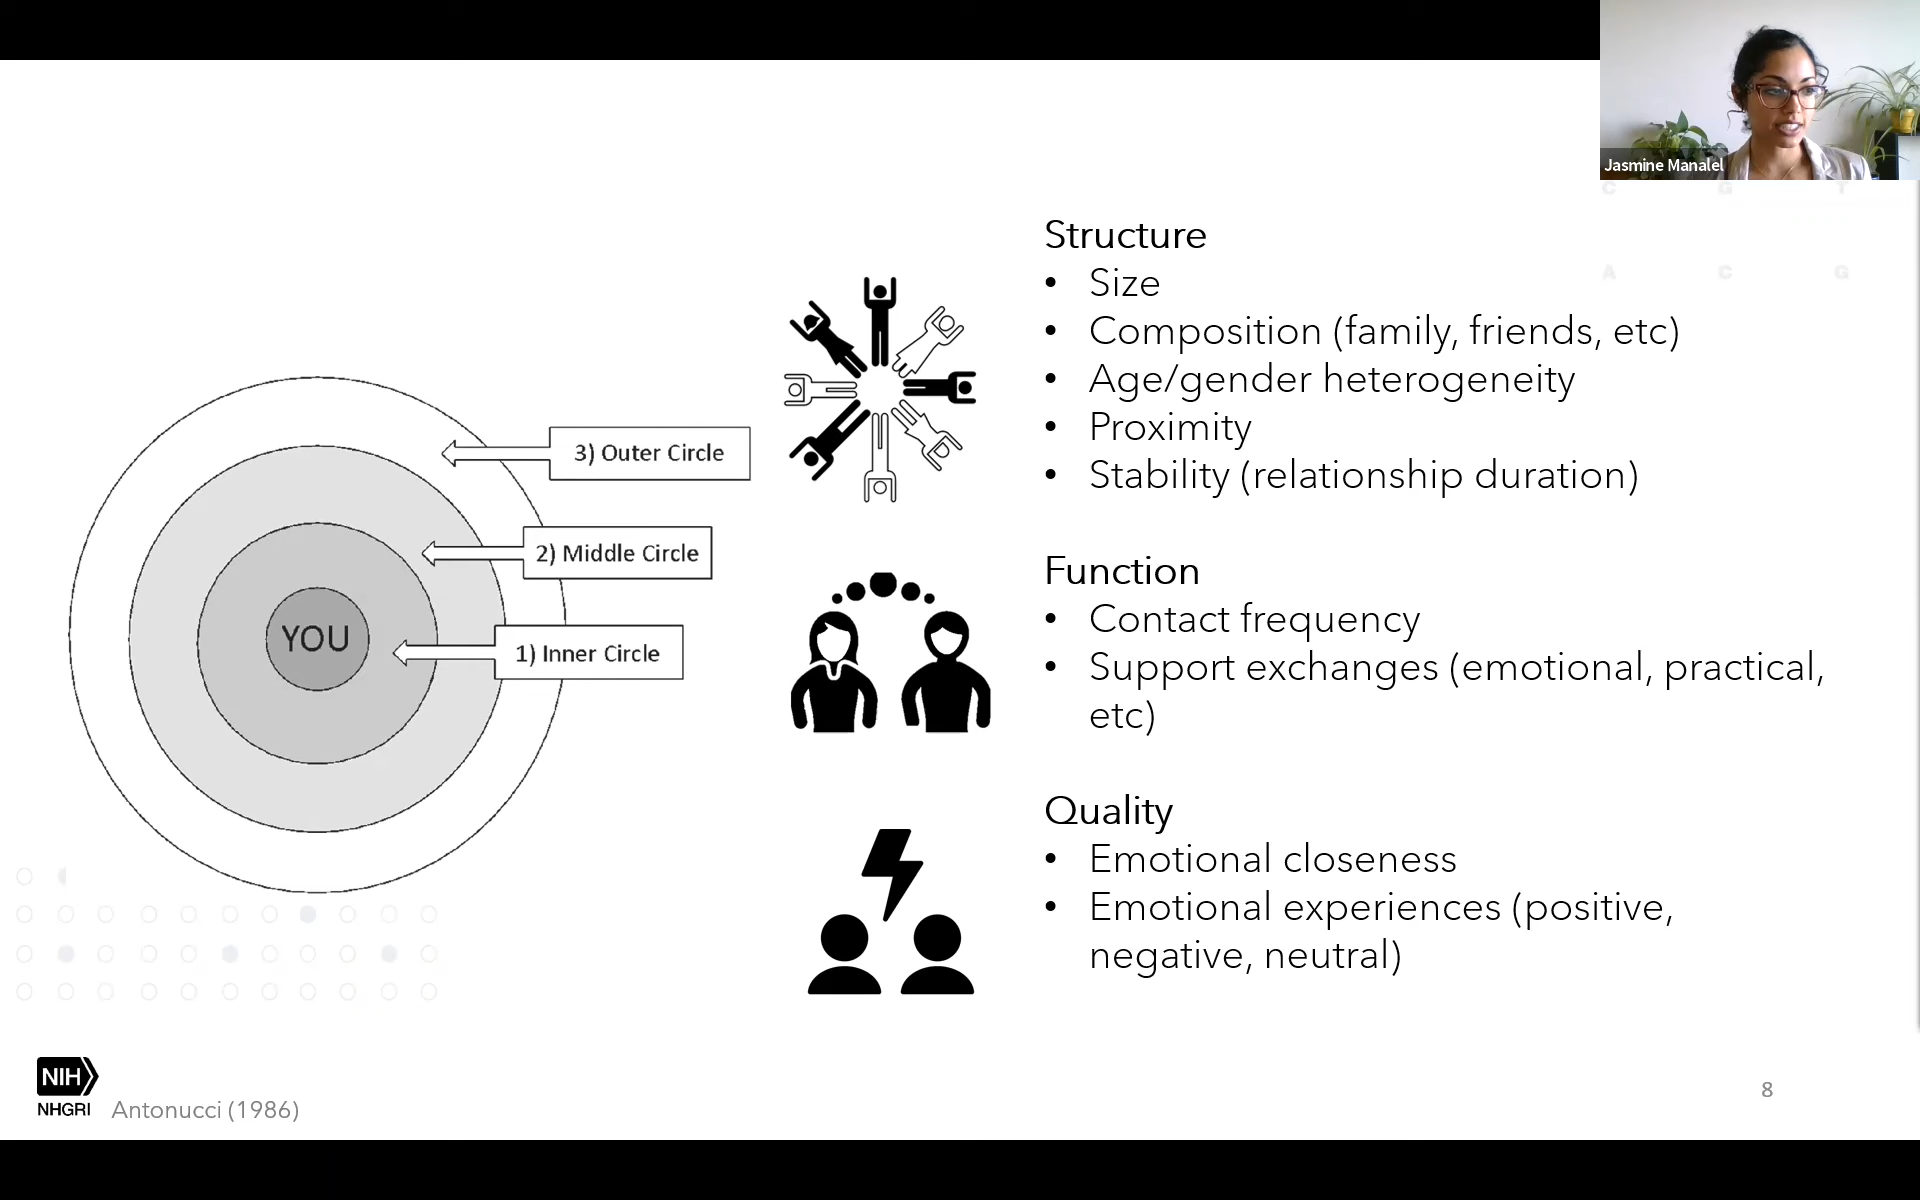 Jasmine Manalel
C G T
A C G
Structure
• Size
• Composition (family, friends, etc)
• Age/gender heterogeneity
• Proximity
• Stability (relationship duration)
Function
• Contact frequency
• Support exchanges (emotional, practical,
etc)
Quality
• Emotional closeness
• Emotional experiences (positive,
negative, neutral)
3) Outer Circle
2) Middle Circle
YOU
1) Inner Circle
NIH
NHGRI
Antonucci (1986)
8